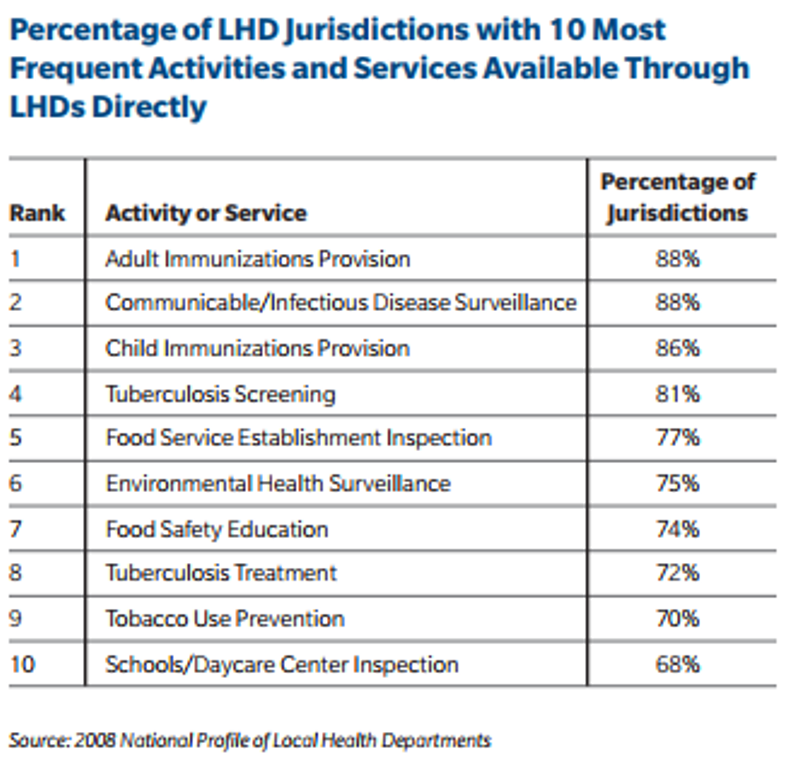 Percentage of LHD Jurisdictions with 10 Most
Frequent Activities and Services Available Through
LHDs Directly
Rank Activity or Service Percentage of
Jurisdictions
1 Adult Immunizations Provision 88%
2 Communicable/Infectious Disease Surveillance 88%
3 Child Immunizations Provision 86%
4 Tuberculosis Screening 81%
5 Food Service Establishment Inspection 77%
6 Environmental Health Surveillance 75%
7 Food Safety Education 74%
8 Tuberculosis Treatment 72%
9 Tobacco Use Prevention 70%
10 Schools/Daycare Center Inspection 68%
Source: 2008 National Profile of Local Health Departments